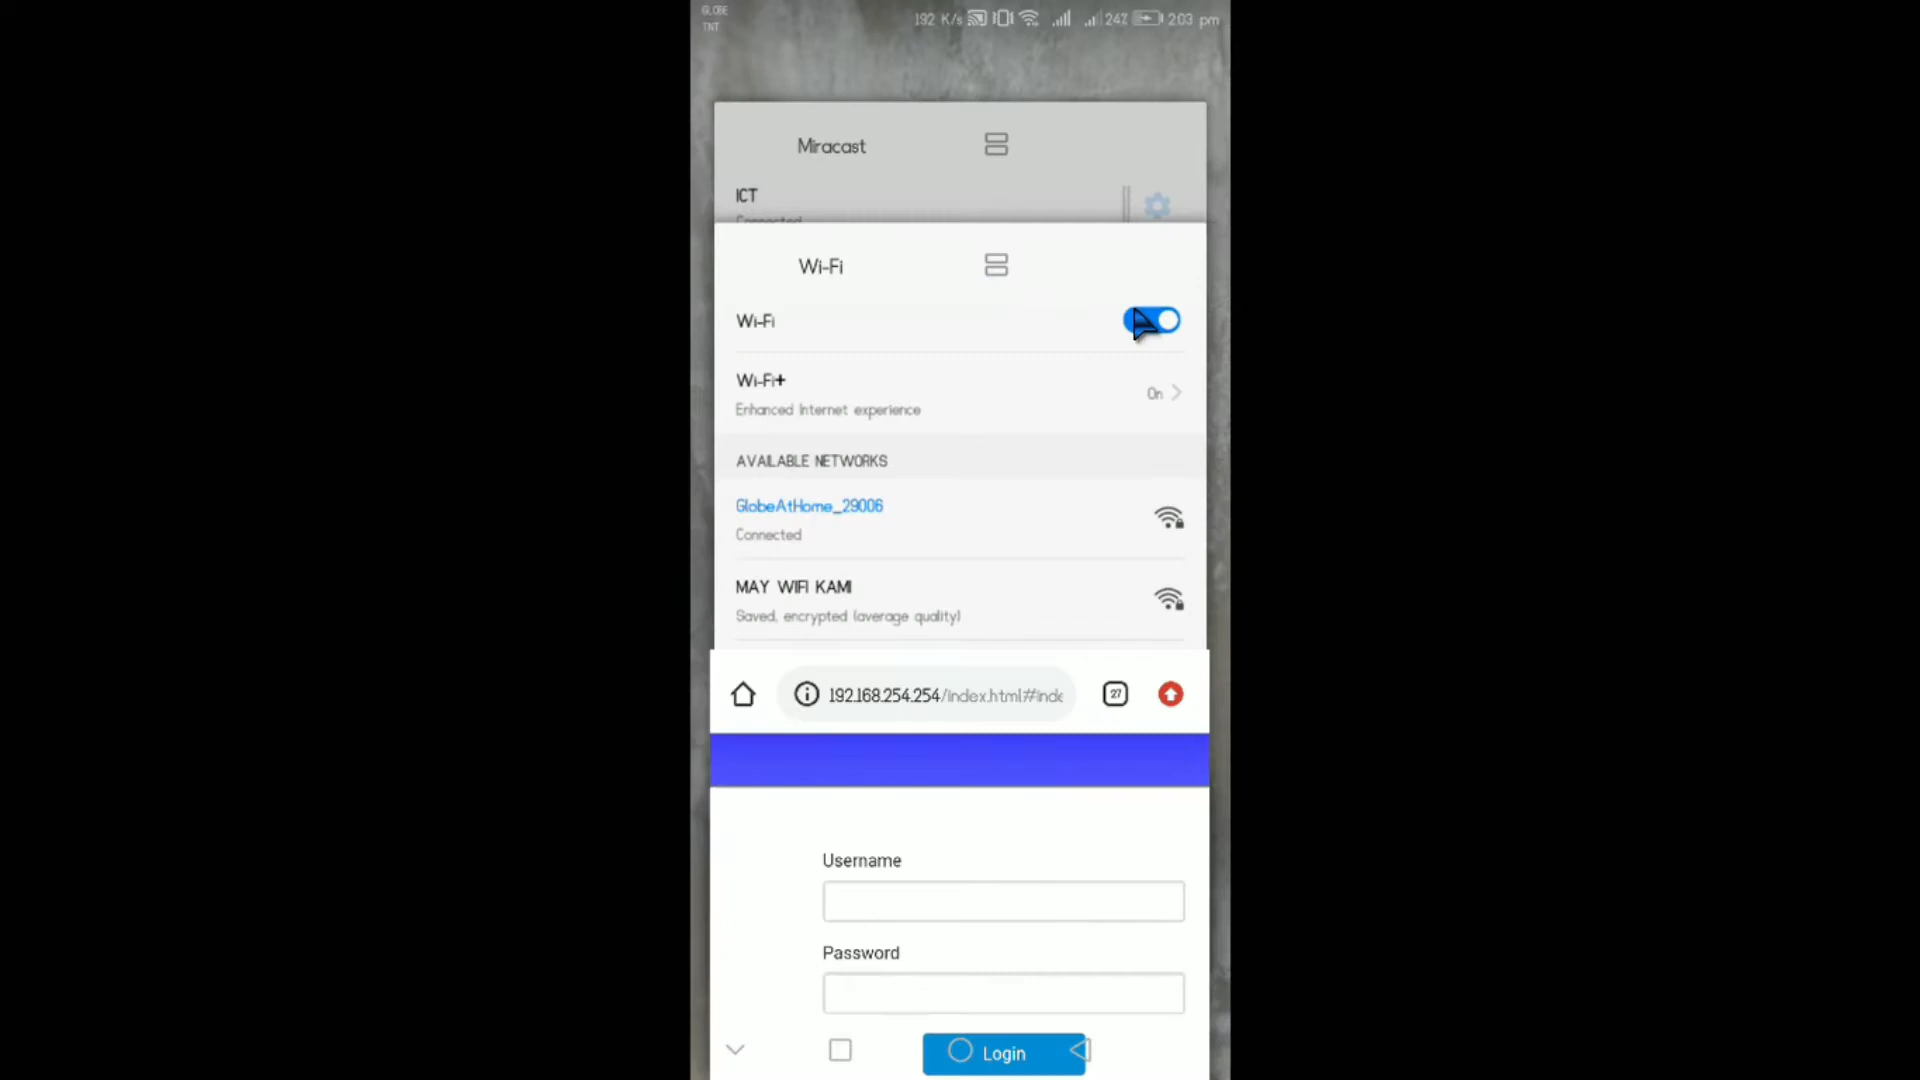 GLOBE
TNT
192 K/s 24% 2:03 pm
Miracast
ICT
Connected
Wi-Fi
Wi-Fi
Wi-Fi+
On
Enhanced Internet experience
AVAILABLE NETWORKS
GlobeAtHome_29006
Connected
MAY WIFI KAMI
Saved, encrypted (average quality)
192.168.254.254/index.html#inde
27
Username
Password
Login